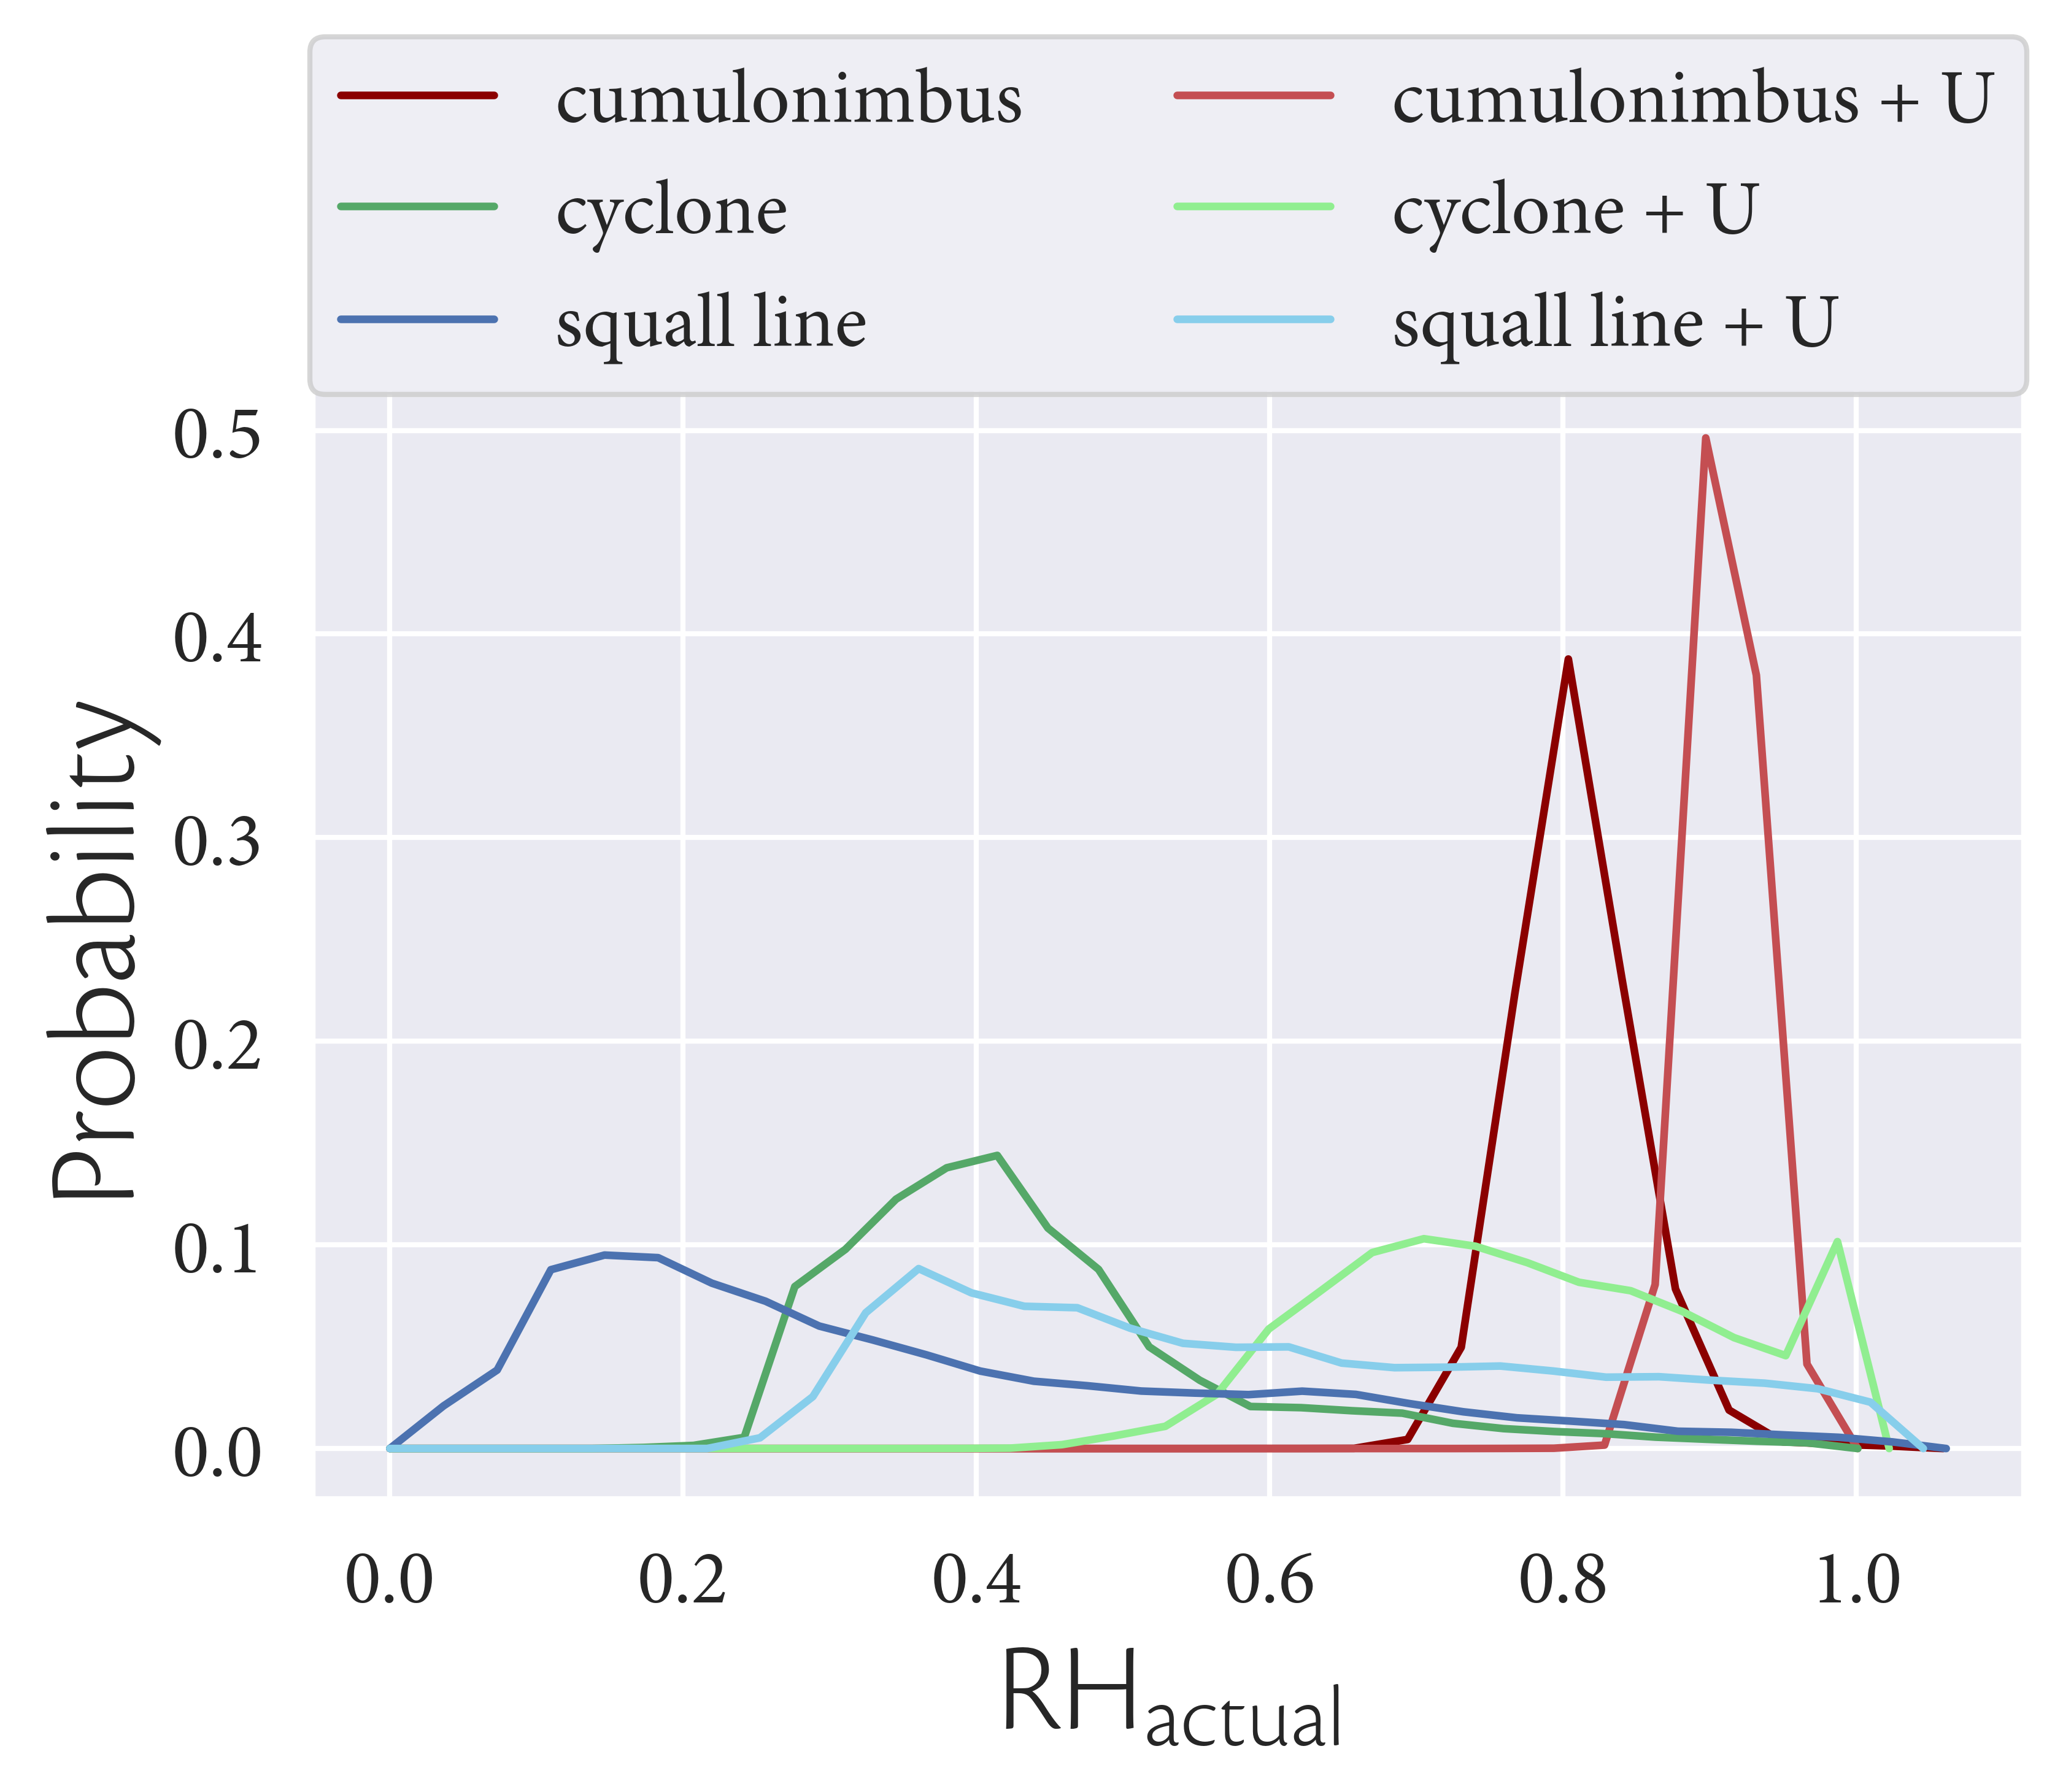 cumulonimbus
cumulonimbus + U
cyclone
cyclone + U
squall line
squall line + U
0.5
0.4
0.3
0.2
0.1
0.0
Probability
0.0 0.2 0.4 0.6 0.8 1.0
RHactual